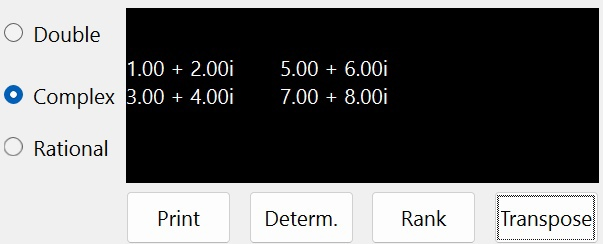 Double
Complex
Rational
1.00 + 2.00i 5.00 + 6.00i
3.00 + 4.00i 7.00 + 8.00i
Print Determ. Rank Transpose